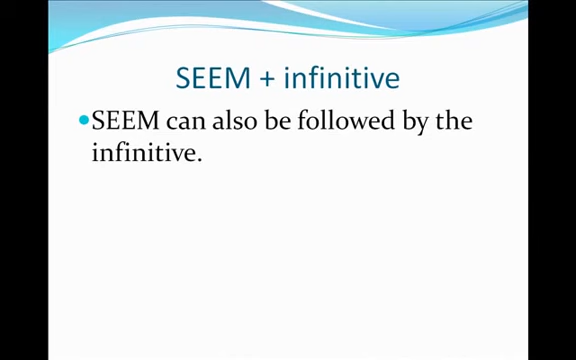 SEEM + infinitive
•SEEM can also be followed by the
infinitive.